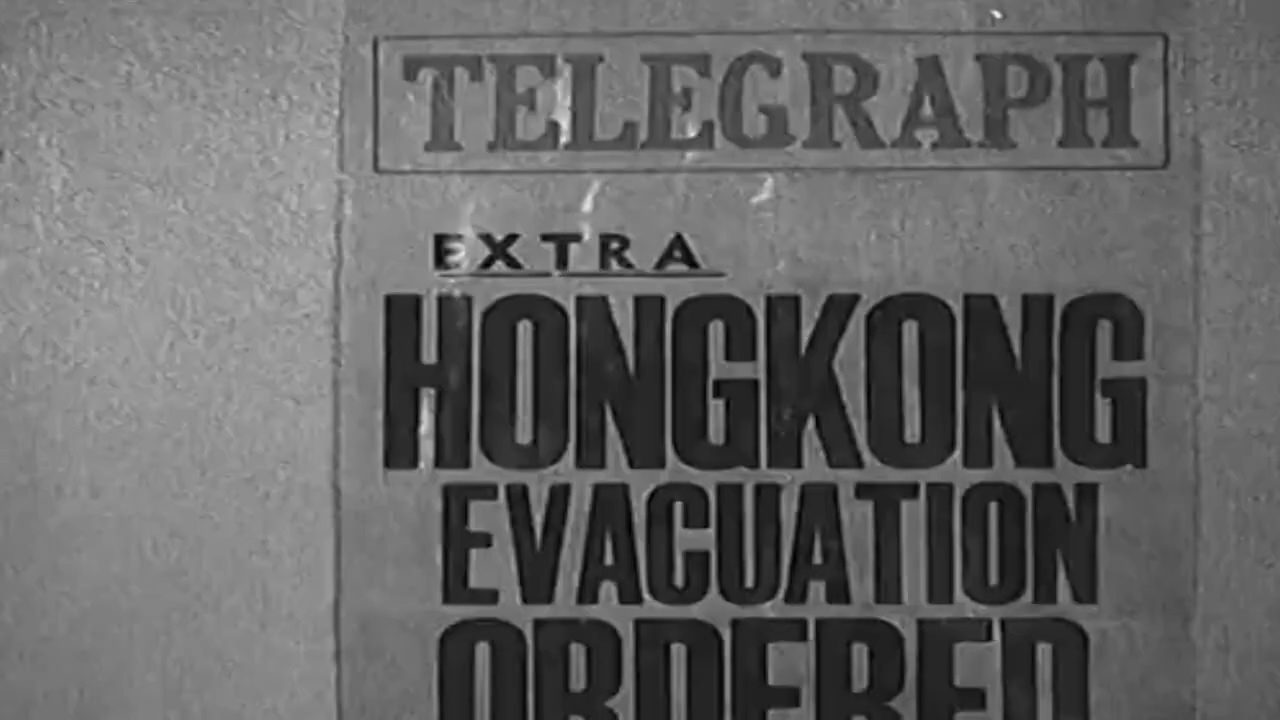 TELEGRAPH
EXTRA
HONGKONG
EVACUATION
ORDERED